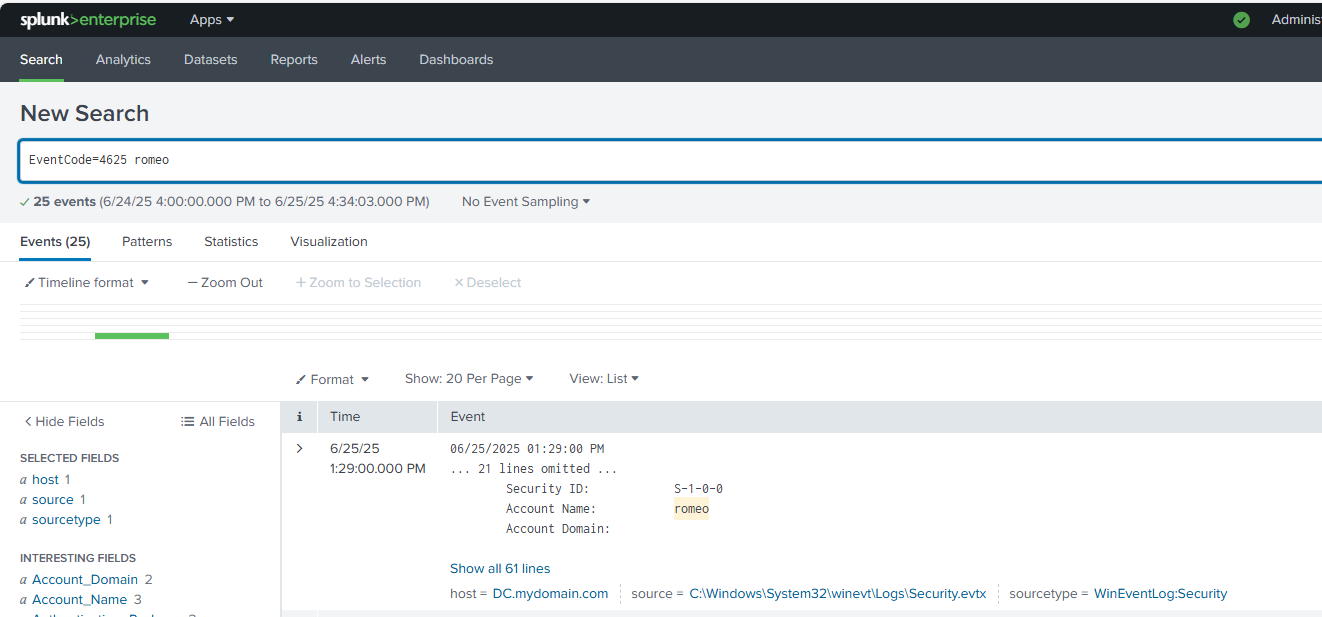 splunk>enterprise Apps Adminis
Search Analytics Datasets Reports Alerts Dashboards
New Search
EventCode=4625 romeo
25 events (6/24/25 4:00:00.000 PM to 6/25/25 4:34:03.000 PM) No Event Sampling
Events (25) Patterns Statistics Visualization
Timeline format — Zoom Out + Zoom to Selection × Deselect
Format Show: 20 Per Page View: List
< Hide Fields All Fields
i Time Event
SELECTED FIELDS
a host 1
a source 1
a sourcetype 1
INTERESTING FIELDS
a Account_Domain 2
a Account_Name 3
> 6/25/25 06/25/2025 01:29:00 PM
1:29:00.000 PM ... 21 lines omitted ...
Security ID: S-1-0-0
Account Name: romeo
Account Domain:
Show all 61 lines
host = DC.mydomain.com source = C:\Windows\System32\winevt\Logs\Security.evtx sourcetype = WinEventLog:Security